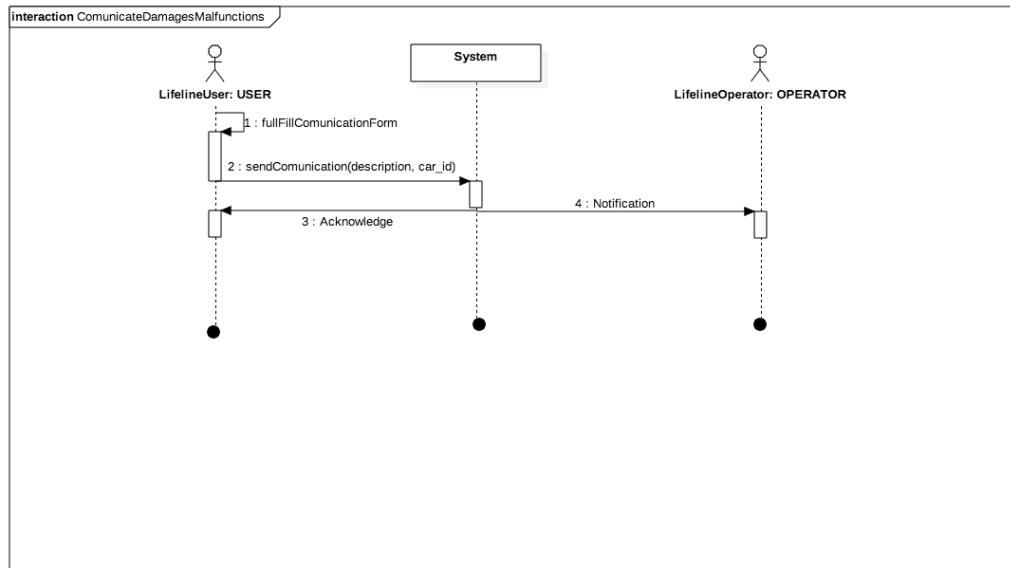 interaction ComunicateDamagesMalfunctions
System
LifelineUser: USER
LifelineOperator: OPERATOR
1 : fullFillComunicationForm
2 : sendComunication(description, car_id)
4 : Notification
3 : Acknowledge